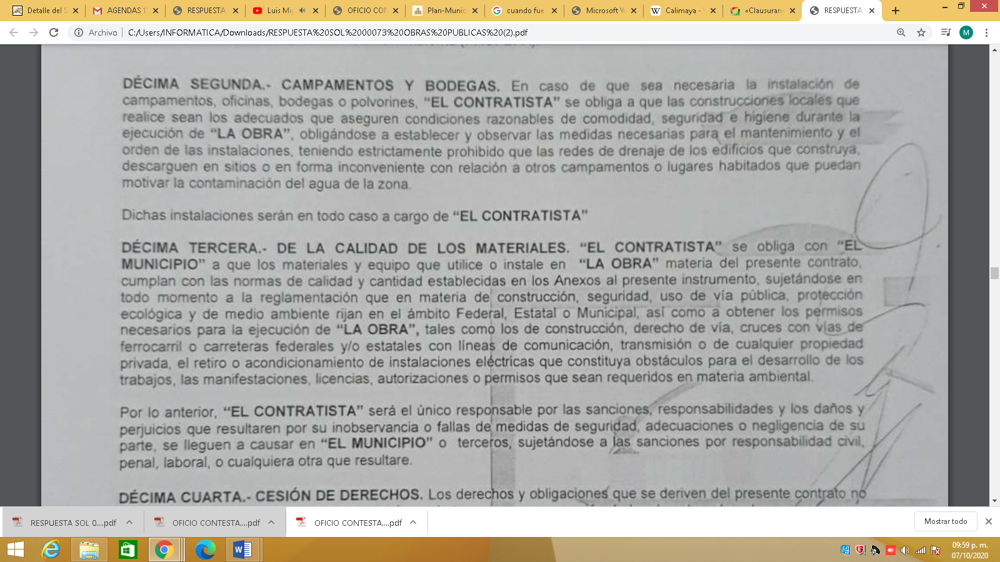 Detalle del S
AGENDAS 1
RESPUESTA
Luis Mig
OFICIO CON
Plan-Munic
cuando fue
Microsoft W
Calimaya -
«Clausuran
RESPUESTA
Archivo | C:/Users/INFORMATICA/Downloads/RESPUESTA%20SOL%2000073%20OBRAS%20PUBLICAS%20(2).pdf
M
DÉCIMA SEGUNDA.- CAMPAMENTOS Y BODEGAS. En caso de que sea necesaria la instalación de
campamentos, oficinas, bodegas o polvorines, “EL CONTRATISTA” se obliga a que las construcciones locales que
realice sean los adecuados que aseguren condiciones razonables de comodidad, seguridad e higiene durante la
ejecución de “LA OBRA”, obligándose a establecer y observar las medidas necesarias para el mantenimiento y el
orden de las instalaciones, teniendo estrictamente prohibido que las redes de drenaje de los edificios que construya,
descarguen en sitios o en forma inconveniente con relación a otros campamentos o lugares habitados que puedan
motivar la contaminación del agua de la zona.
Dichas instalaciones serán en todo caso a cargo de “EL CONTRATISTA”
DÉCIMA TERCERA.- DE LA CALIDAD DE LOS MATERIALES. “EL CONTRATISTA” se obliga con “EL
MUNICIPIO” a que los materiales y equipo que utilice o instale en “LA OBRA” materia del presente contrato,
cumplan con las normas de calidad y cantidad establecidas en los Anexos al presente instrumento, sujetándose en
todo momento a la reglamentación que en materia de construcción, seguridad, uso de vía pública, protección
ecológica y de medio ambiente rijan en el ámbito Federal, Estatal o Municipal, así como a obtener los permisos
necesarios para la ejecución de “LA OBRA”, tales como los de construcción, derecho de vía, cruces con vías de
ferrocarril o carreteras federales y/o estatales con líneas de comunicación, transmisión o de cualquier propiedad
privada, el retiro o acondicionamiento de instalaciones eléctricas que constituya obstáculos para el desarrollo de los
trabajos, las manifestaciones, licencias, autorizaciones o permisos que sean requeridos en materia ambiental.
Por lo anterior, “EL CONTRATISTA” será el único responsable por las sanciones, responsabilidades y los daños y
perjuicios que resultaren por su inobservancia o fallas de medidas de seguridad, adecuaciones o negligencia de su
parte, se lleguen a causar en “EL MUNICIPIO” o terceros, sujetándose a las sanciones por responsabilidad civil,
penal, laboral, o cualquiera otra que resultare.
DÉCIMA CUARTA.- CESIÓN DE DERECHOS. Los derechos y obligaciones que se deriven del presente contrato no
RESPUESTA SOL 0....pdf
OFICIO CONTESTA....pdf
OFICIO CONTESTA....pdf
Mostrar todo
09:59 p. m.
07/10/2020